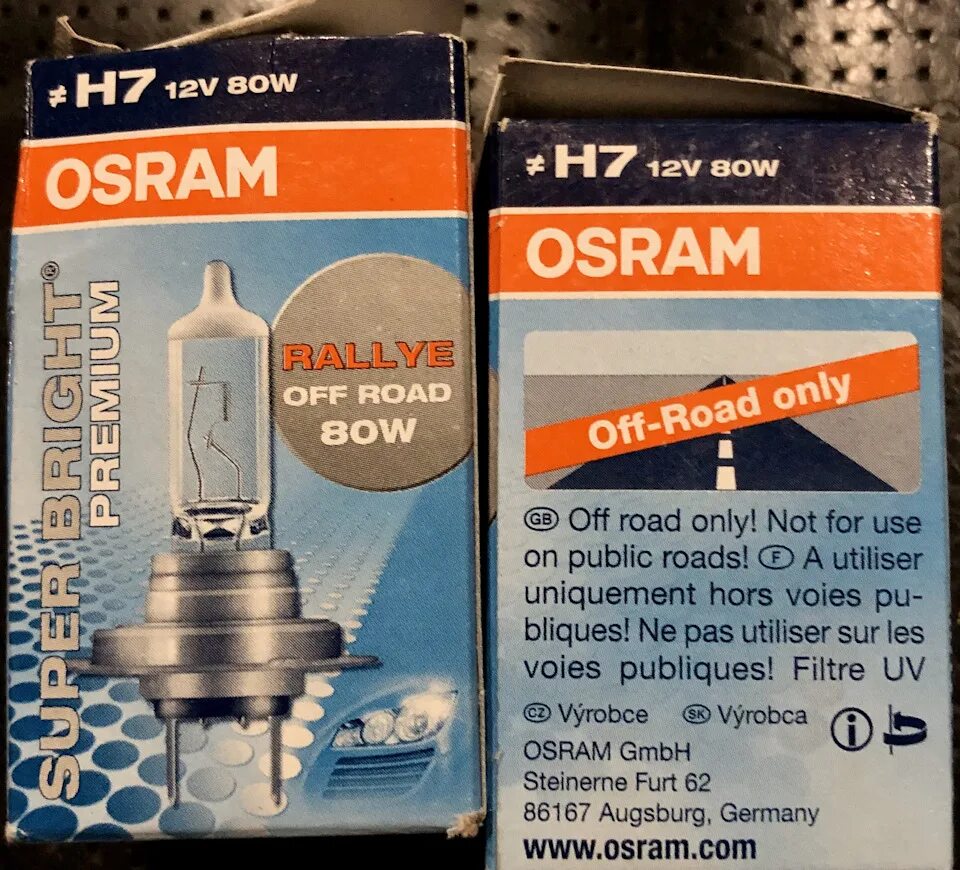 ≠ H7 12V 80W
OSRAM
SUPER BRIGHT®
PREMIUM
RALLYE
OFF ROAD
80W
≠ H7 12V 80W
OSRAM
Off-Road only
GB Off road only! Not for use
on public roads! F A utiliser
uniquement hors voies pu-
bliques! Ne pas utiliser sur les
voies publiques! Filtre UV
CZ Výrobce SK Výrobca
OSRAM GmbH
Steinerne Furt 62
86167 Augsburg, Germany
www.osram.com